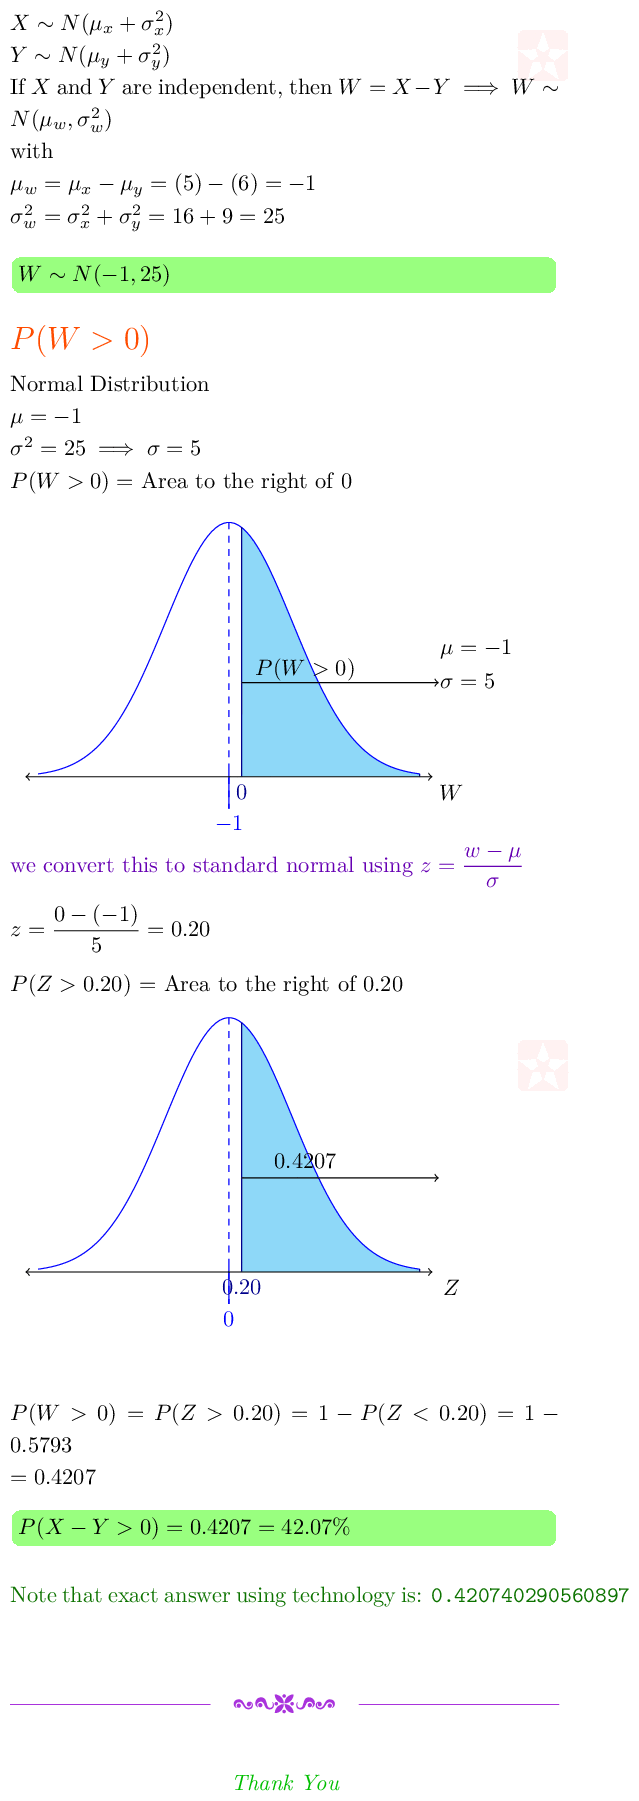 X ∼ N(μ_x + σ_x^2)
Y ∼ N(μ_y + σ_y^2)
If X and Y are independent, then W = X − Y ⟹ W ∼
N(μ_w, σ_w^2)
with
μ_w = μ_x − μ_y = (5) − (6) = −1
σ_w^2 = σ_x^2 + σ_y^2 = 16 + 9 = 25
W ∼ N(−1, 25)
P(W > 0)
Normal Distribution
μ = −1
σ^2 = 25 ⟹ σ = 5
P(W > 0) = Area to the right of 0
μ = −1
P(W > 0)
σ = 5
0
W
−1
we convert this to standard normal using z = (w − μ)/σ
z = (0 − (−1))/5 = 0.20
P(Z > 0.20) = Area to the right of 0.20
0.4207
0.20
Z
0
P(W > 0) = P(Z > 0.20) = 1 − P(Z < 0.20) = 1 −
0.5793
= 0.4207
P(X − Y > 0) = 0.4207 = 42.07%
Note that exact answer using technology is: 0.420740290560897
Thank You